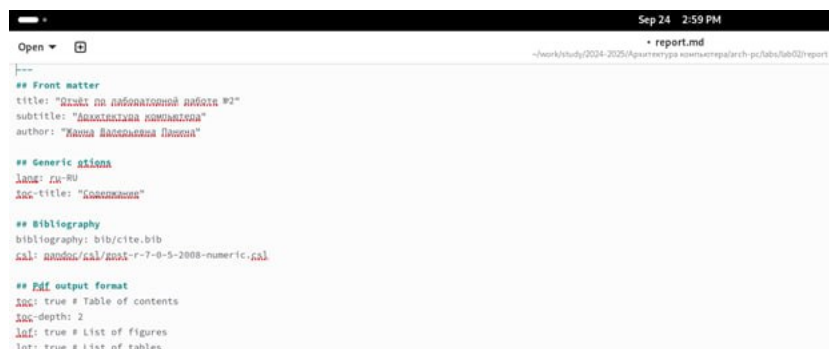 Sep 24 2:59 PM
Open
• report.md
~/work/study/2024-2025/Архитектура компьютера/arch-pc/labs/lab02/report
---
## Front matter
title: "Отчёт по лабораторной работе №2"
subtitle: "Архитектура компьютера"
author: "Жанна Валерьевна Панина"
## Generic otions
lang: ru-RU
toc-title: "Содержание"
## Bibliography
bibliography: bib/cite.bib
csl: pandoc/csl/gost-r-7-0-5-2008-numeric.csl
## Pdf output format
toc: true # Table of contents
toc-depth: 2
lof: true # List of figures
lot: true # List of tables